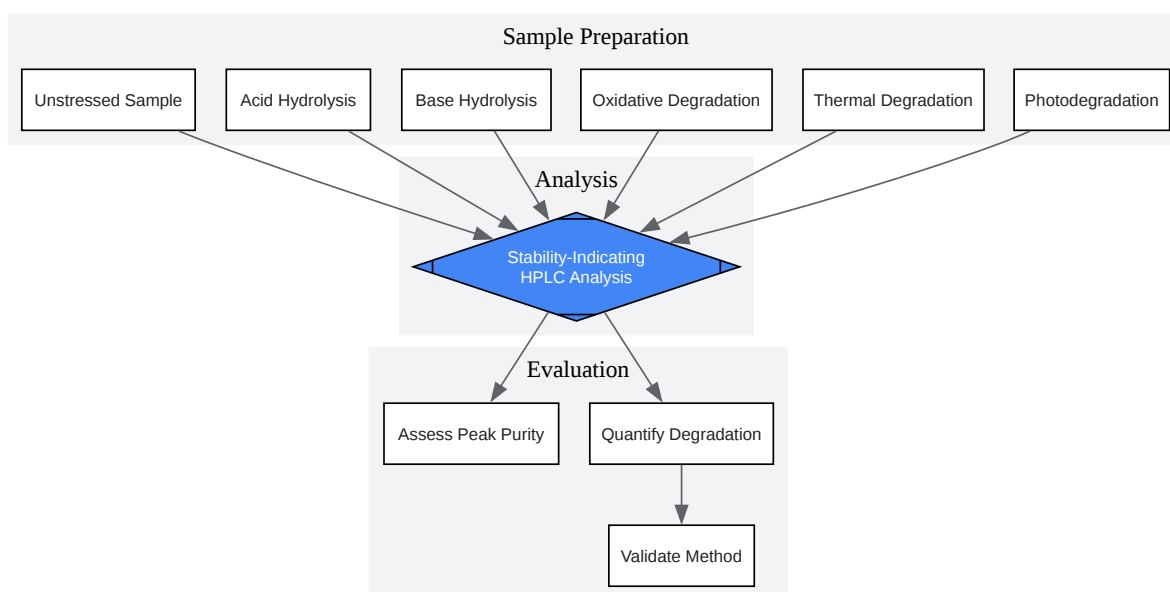 Sample Preparation
Unstressed Sample
Acid Hydrolysis
Base Hydrolysis
Oxidative Degradation
Thermal Degradation
Photodegradation
Analysis
Stability-Indicating
HPLC Analysis
Evaluation
Assess Peak Purity
Quantify Degradation
Validate Method